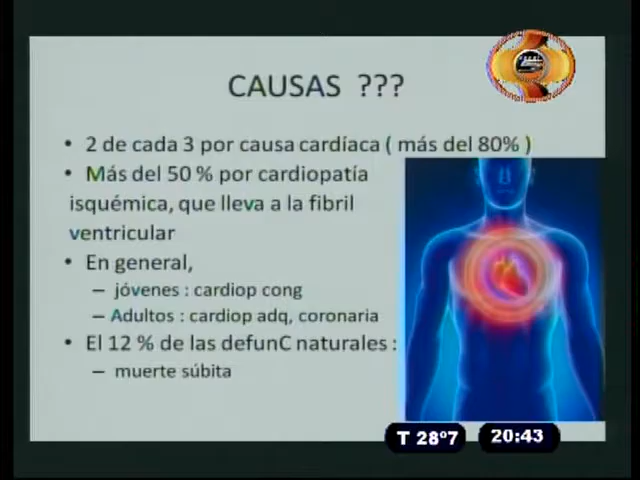 CAUSAS ???
• 2 de cada 3 por causa cardíaca ( más del 80% )
• Más del 50 % por cardiopatía
isquémica, que lleva a la fibril
ventricular
• En general,
– jóvenes : cardiop cong
– Adultos : cardiop adq, coronaria
• El 12 % de las defunC naturales :
– muerte súbita
T 28º7 20:43